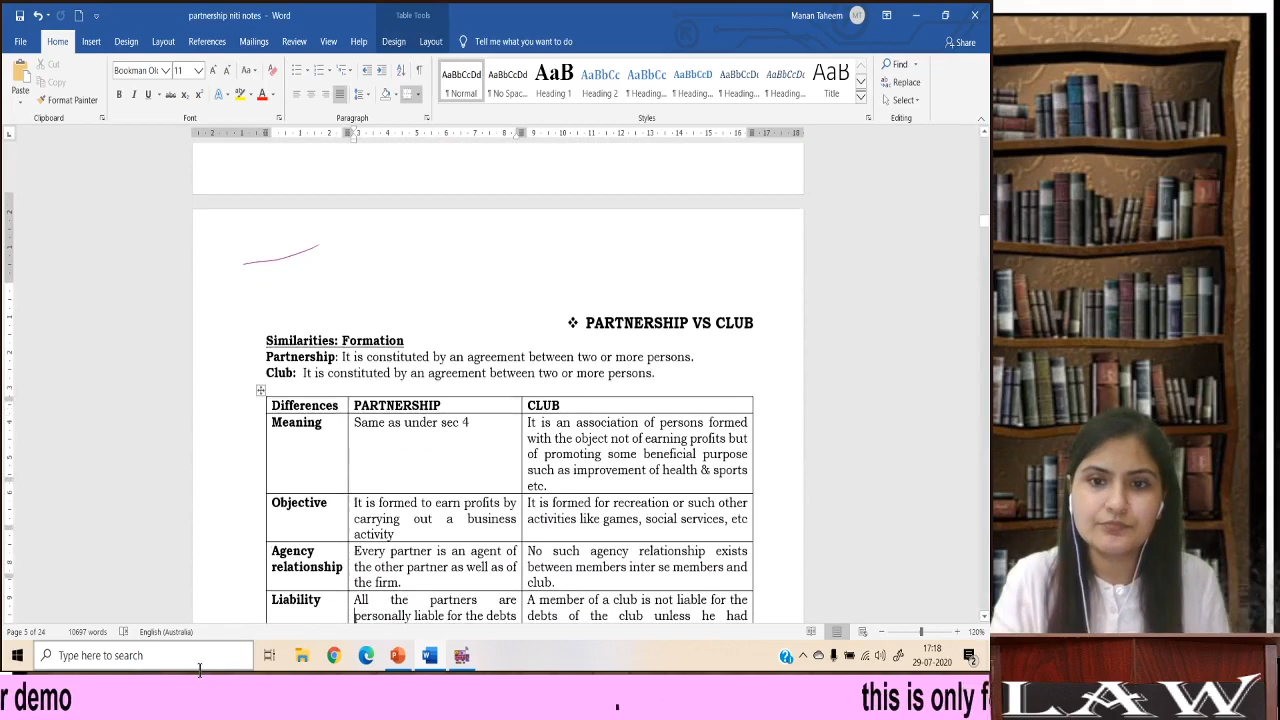 partnership niti notes - Word
Table Tools
Manan Taheem
MT
File
Home
Insert
Design
Layout
References
Mailings
Review
View
Help
Design
Layout
Tell me what you want to do
Share
Paste
Cut
Copy
Format Painter
Clipboard
Bookman Ol
11
Font
Paragraph
AaBbCcDd
¶ Normal
AaBbCcDd
¶ No Spac...
AaB
Heading 1
AaBbCc
Heading 2
AaBbCc
¶ Heading...
AaBbCcD
¶ Heading...
AaBbCc
¶ Heading...
AaBbCc
¶ Heading...
AaB
Title
Styles
Find
Replace
Select
Editing
❖ PARTNERSHIP VS CLUB
Similarities: Formation
Partnership: It is constituted by an agreement between two or more persons.
Club: It is constituted by an agreement between two or more persons.
Differences PARTNERSHIP CLUB
Meaning
Same as under sec 4
It is an association of persons formed
with the object not of earning profits but
of promoting some beneficial purpose
such as improvement of health & sports
etc.
Objective
It is formed to earn profits by
carrying out a business
activity
It is formed for recreation or such other
activities like games, social services, etc
Agency
relationship
Every partner is an agent of
the other partner as well as of
the firm.
No such agency relationship exists
between members inter se members and
club.
Liability
All the partners are
personally liable for the debts
A member of a club is not liable for the
debts of the club unless he had
Page 5 of 24
10697 words
English (Australia)
120%
Type here to search
17:18
29-07-2020
r demo
.
this is only f
LAW